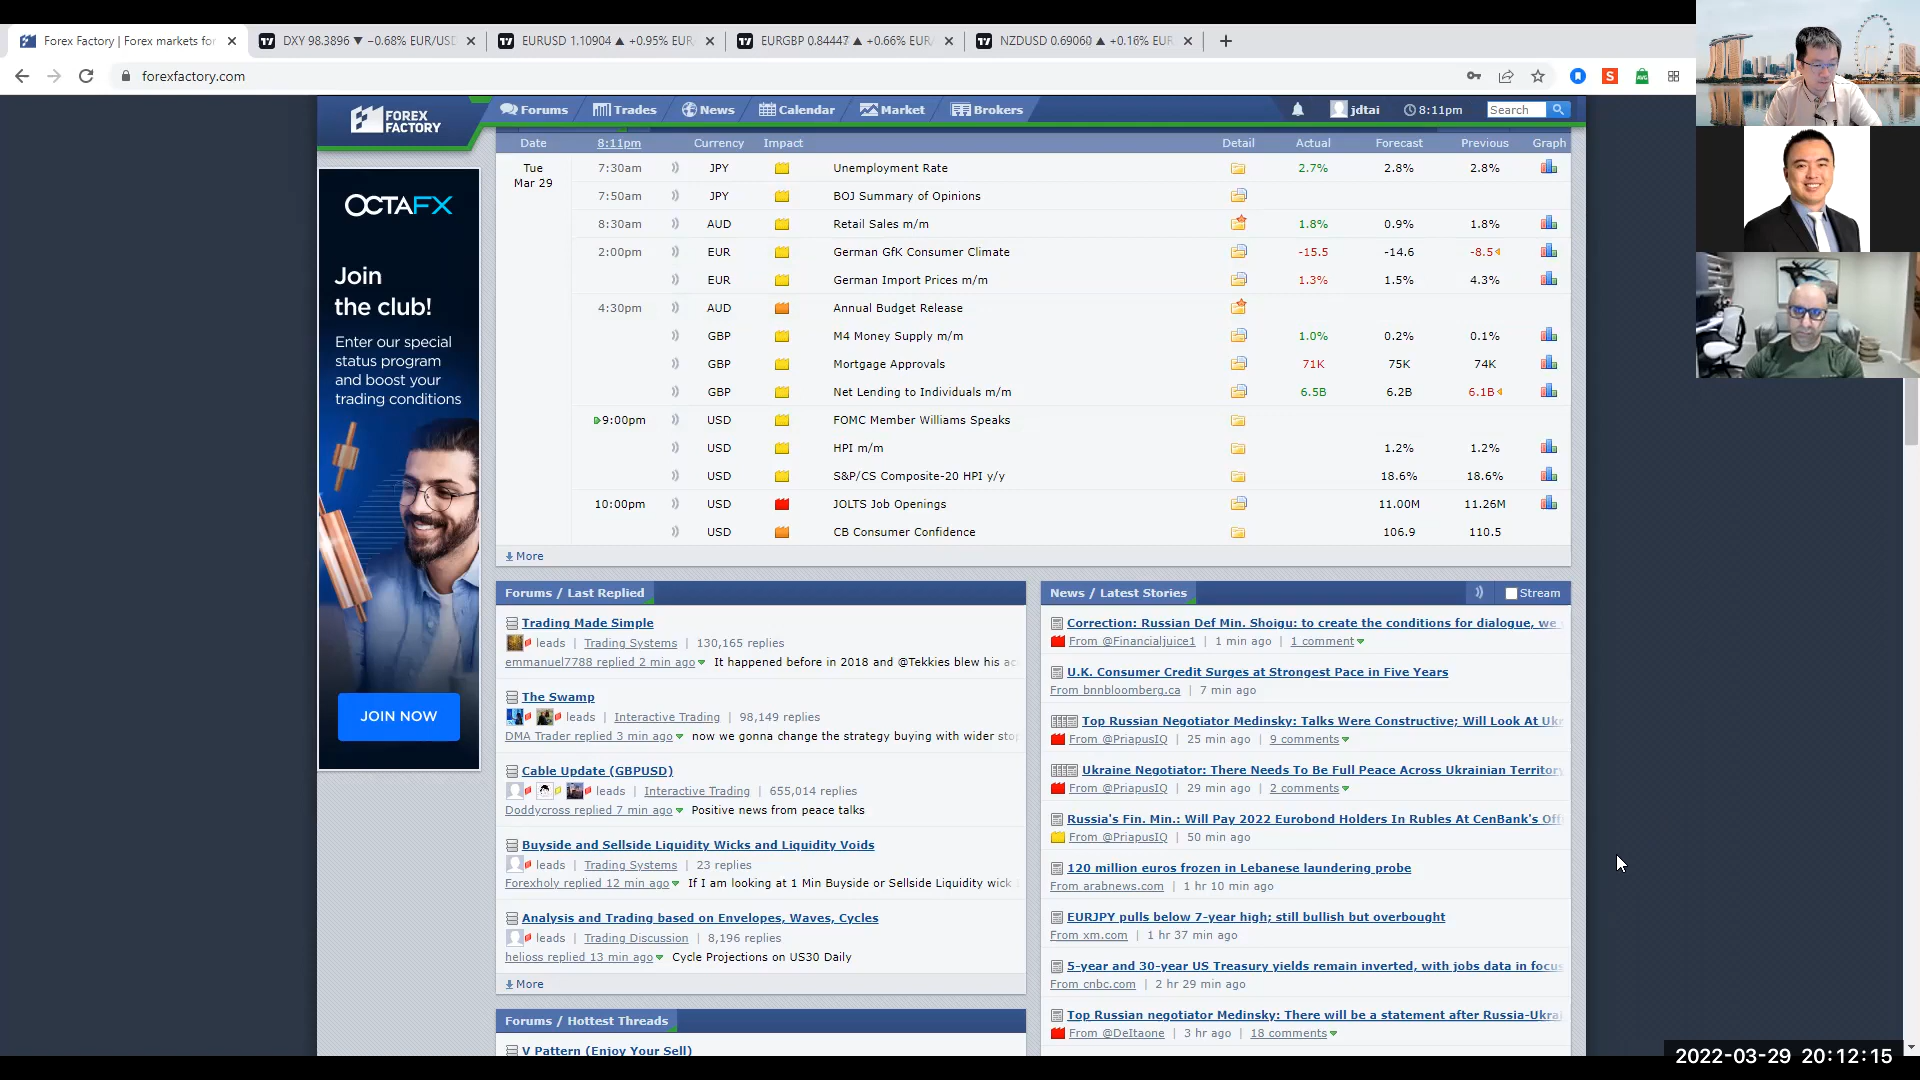 Forex Factory | Forex markets for
DXY 98.3896 ▼ −0.68% EUR/USD
EURUSD 1.10904 ▲ +0.95% EUR
EURGBP 0.84447 ▲ +0.66% EUR/
NZDUSD 0.69060 ▲ +0.16% EUR
forexfactory.com
FOREX FACTORY
Forums Trades News Calendar Market Brokers
jdtai 8:11pm Search
Date 8:11pm Currency Impact Detail Actual Forecast Previous Graph
Tue Mar 29 7:30am JPY Unemployment Rate 2.7% 2.8% 2.8%
7:50am JPY BOJ Summary of Opinions
8:30am AUD Retail Sales m/m 1.8% 0.9% 1.8%
2:00pm EUR German GfK Consumer Climate -15.5 -14.6 -8.5
EUR German Import Prices m/m 1.3% 1.5% 4.3%
4:30pm AUD Annual Budget Release
GBP M4 Money Supply m/m 1.0% 0.2% 0.1%
GBP Mortgage Approvals 71K 75K 74K
GBP Net Lending to Individuals m/m 6.5B 6.2B 6.1B
9:00pm USD FOMC Member Williams Speaks
USD HPI m/m 1.2% 1.2%
USD S&P/CS Composite-20 HPI y/y 18.6% 18.6%
10:00pm USD JOLTS Job Openings 11.00M 11.26M
USD CB Consumer Confidence 106.9 110.5
More
OCTAFX
Join
the club!
Enter our special
status program
and boost your
trading conditions
JOIN NOW
Forums / Last Replied
Trading Made Simple
leads | Trading Systems | 130,165 replies
emmanuel7788 replied 2 min ago It happened before in 2018 and @Tekkies blew his ac
The Swamp
leads | Interactive Trading | 98,149 replies
DMA Trader replied 3 min ago now we gonna change the strategy buying with wider stop
Cable Update (GBPUSD)
leads | Interactive Trading | 655,014 replies
Doddycross replied 7 min ago Positive news from peace talks
Buyside and Sellside Liquidity Wicks and Liquidity Voids
leads | Trading Systems | 23 replies
Forexholy replied 12 min ago If I am looking at 1 Min Buyside or Sellside Liquidity wick
Analysis and Trading based on Envelopes, Waves, Cycles
leads | Trading Discussion | 8,196 replies
helioss replied 13 min ago Cycle Projections on US30 Daily
More
Forums / Hottest Threads
V Pattern (Enjoy Your Sell)
News / Latest Stories Stream
Correction: Russian Def Min. Shoigu: to create the conditions for dialogue, we
From @Financialjuice1 | 1 min ago | 1 comment
U.K. Consumer Credit Surges at Strongest Pace in Five Years
From bnnbloomberg.ca | 7 min ago
Top Russian Negotiator Medinsky: Talks Were Constructive; Will Look At Ukr
From @PriapusIQ | 25 min ago | 9 comments
Ukraine Negotiator: There Needs To Be Full Peace Across Ukrainian Territory
From @PriapusIQ | 29 min ago | 2 comments
Russia's Fin. Min.: Will Pay 2022 Eurobond Holders In Rubles At CenBank's Offi
From @PriapusIQ | 50 min ago
120 million euros frozen in Lebanese laundering probe
From arabnews.com | 1 hr 10 min ago
EURJPY pulls below 7-year high; still bullish but overbought
From xm.com | 1 hr 37 min ago
5-year and 30-year US Treasury yields remain inverted, with jobs data in focus
From cnbc.com | 2 hr 29 min ago
Top Russian negotiator Medinsky: There will be a statement after Russia-Ukrai
From @DeItaone | 3 hr ago | 18 comments
2022-03-29 20:12:15